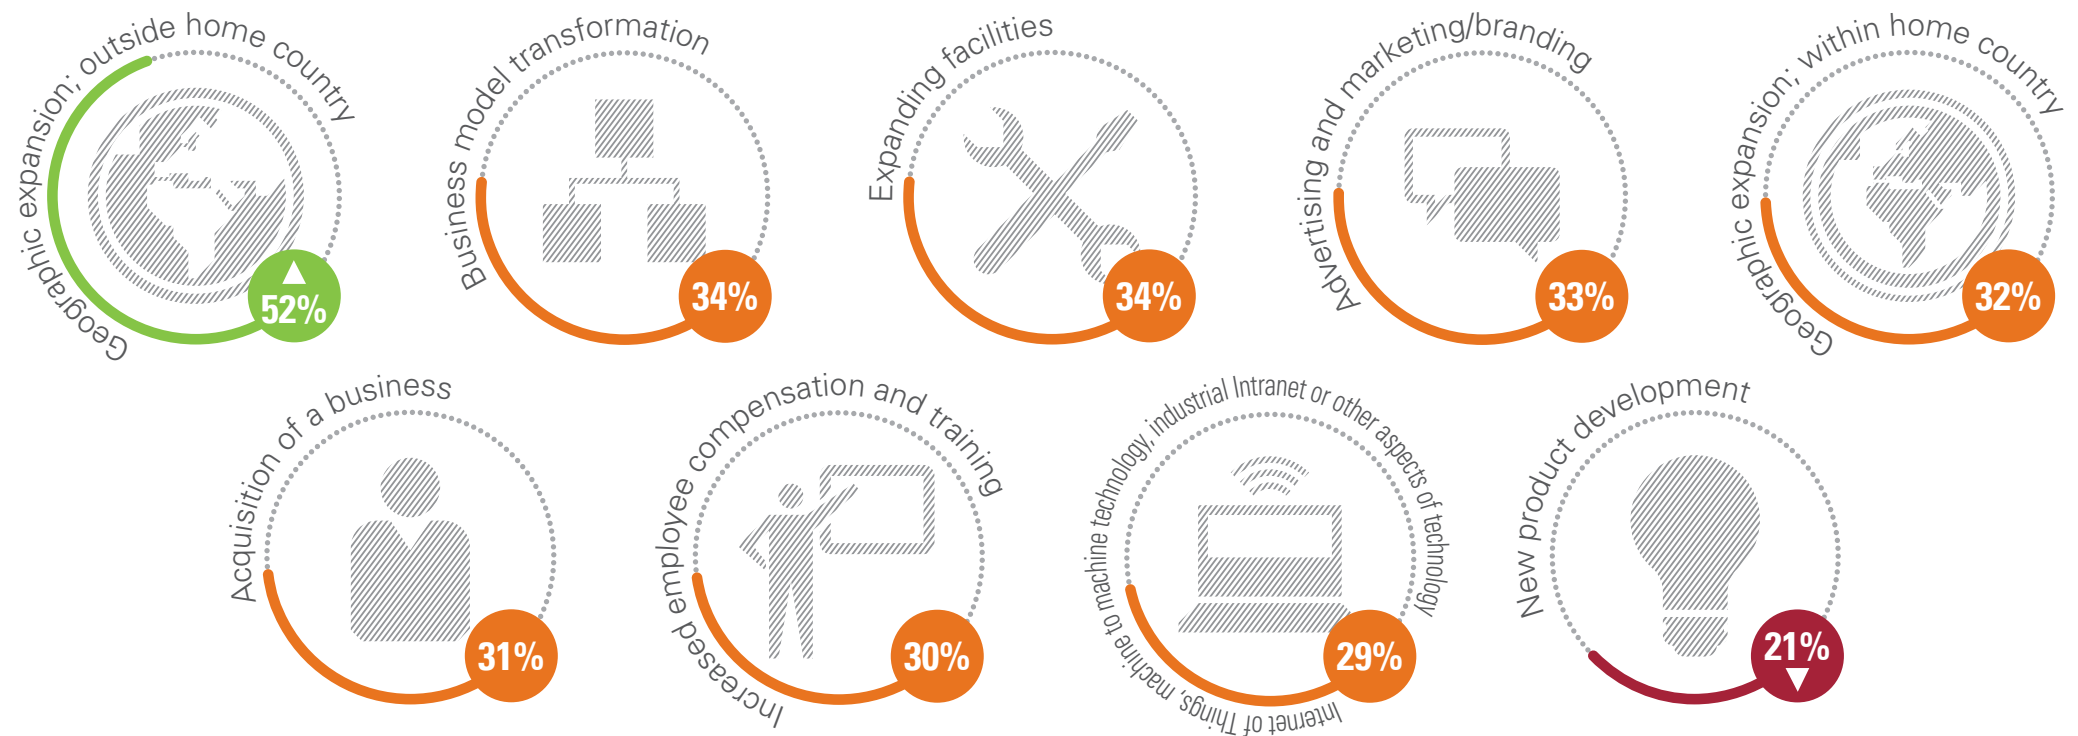 Geographic expansion; outside home country
52%
Business model transformation
34%
Expanding facilities
34%
Advertising and marketing/branding
33%
Geographic expansion; within home country
32%
Acquisition of a business
31%
Increased employee compensation and training
30%
Internet of Things, machine to machine technology, industrial Intranet or other aspects of technology
29%
New product development
21%